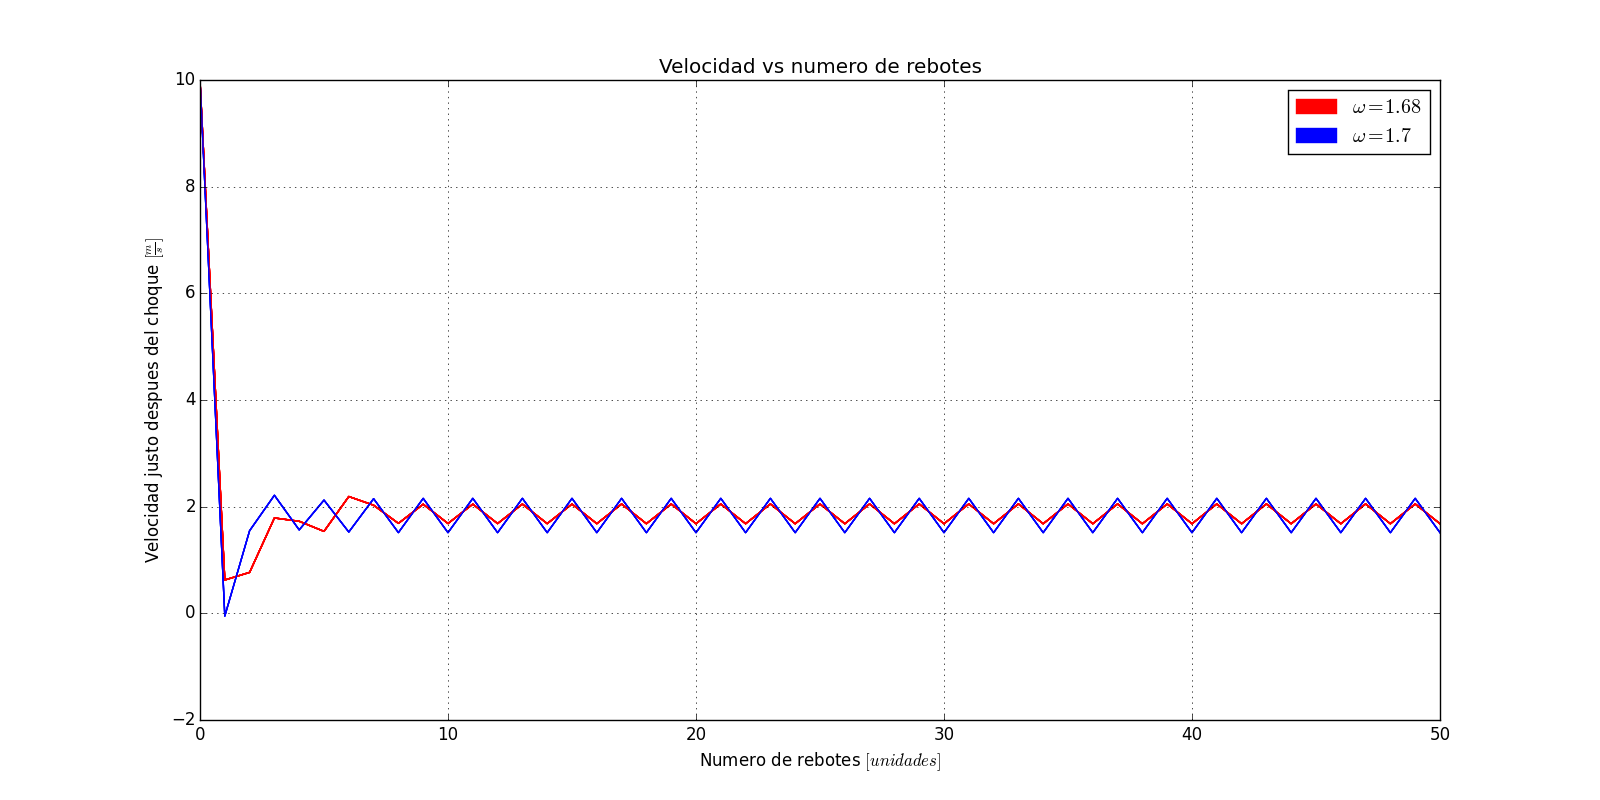 Velocidad vs numero de rebotes
ω=1.68
ω=1.7
Velocidad justo despues del choque [m/s]
10
8
6
4
2
0
−2
0 10 20 30 40 50
Numero de rebotes [unidades]